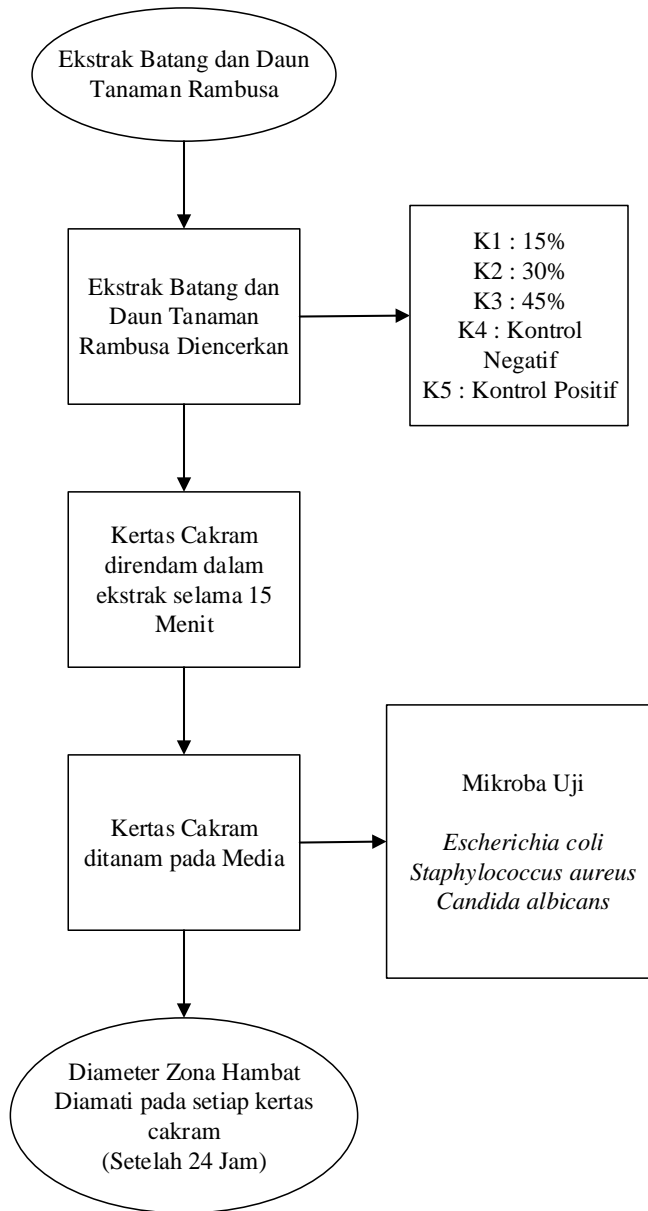 Ekstrak Batang dan Daun
Tanaman Rambusa
Ekstrak Batang dan
Daun Tanaman
Rambusa Diencerkan
K1 : 15%
K2 : 30%
K3 : 45%
K4 : Kontrol
Negatif
K5 : Kontrol Positif
Kertas Cakram
direndam dalam
ekstrak selama 15
Menit
Kertas Cakram
ditanam pada Media
Mikroba Uji
Escherichia coli
Staphylococcus aureus
Candida albicans
Diameter Zona Hambat
Diamati pada setiap kertas
cakram
(Setelah 24 Jam)